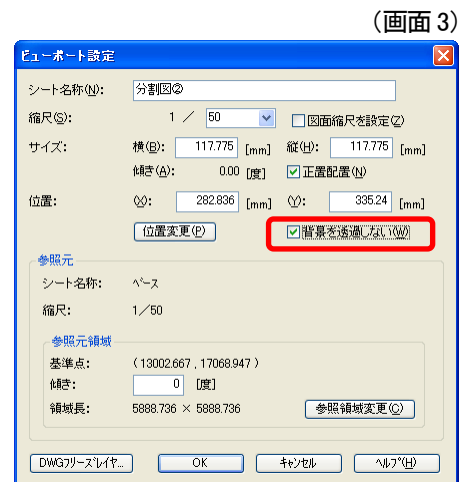 （画面 3）
ビューポート設定
シート名称(N): 分割図②
縮尺(S): 1 / 50 図面縮尺を設定(Z)
サイズ: 横(B): 117.775 [mm] 縦(H): 117.775 [mm]
傾き(A): 0.00 [度] 正置配置(N)
位置: (X): 282.836 [mm] (Y): 335.24 [mm]
位置変更(P) 背景を透過しない(W)
参照元
シート名称: ベース
縮尺: 1/50
参照元領域
基準点: ( 13002.667 , 17068.947 )
傾き: 0 [度]
領域長: 5888.736 × 5888.736 参照領域変更(C)
DWGフリーズレイヤ... OK キャンセル ヘルプ(H)